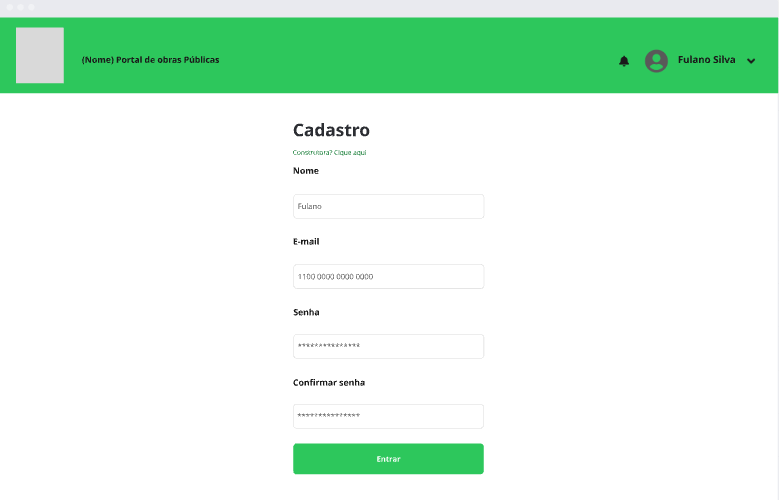 (Nome) Portal de obras Públicas
Fulano Silva
Cadastro
Construtora? Cique aqui
Nome
Fulano
E-mail
1100 0000 0000 0000
Senha
***************
Confirmar senha
***************
Entrar